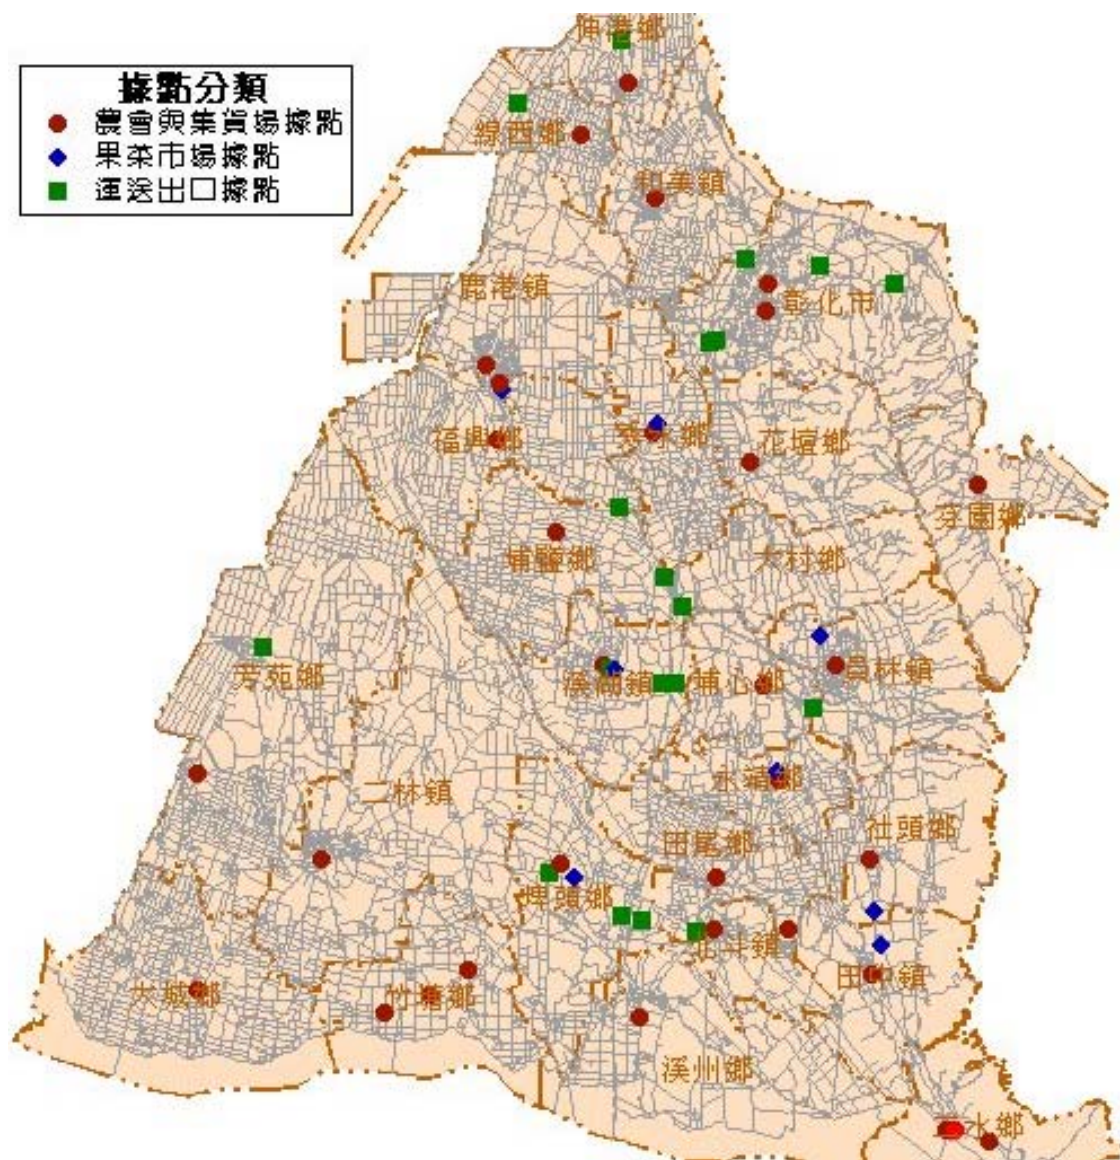 據點分類
農會與集貨場據點
果菜市場據點
運送出口據點
伸港鄉
線西鄉
和美鎮
鹿港鎮
彰化市
福興鄉
秀水鄉
花壇鄉
芬園鄉
埔鹽鄉
大村鄉
芳苑鄉
溪湖鎮
埔心鄉
員林鎮
二林鎮
永靖鄉
田尾鄉
社頭鄉
埤頭鄉
北斗鎮
田中鎮
大城鄉
竹塘鄉
溪州鄉
二水鄉